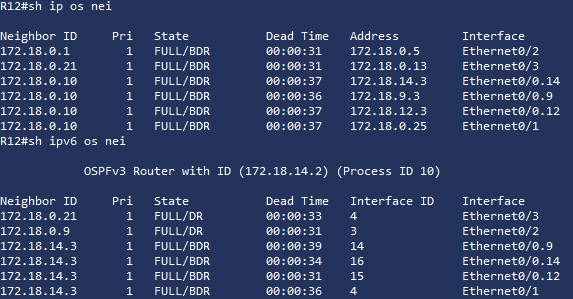 R12#sh ip os nei
Neighbor ID     Pri   State           Dead Time   Address         Interface
172.18.0.1        1   FULL/BDR        00:00:31    172.18.0.5      Ethernet0/2
172.18.0.21       1   FULL/BDR        00:00:31    172.18.0.13     Ethernet0/3
172.18.0.10       1   FULL/BDR        00:00:37    172.18.14.3     Ethernet0/0.14
172.18.0.10       1   FULL/BDR        00:00:36    172.18.9.3      Ethernet0/0.9
172.18.0.10       1   FULL/BDR        00:00:37    172.18.12.3     Ethernet0/0.12
172.18.0.10       1   FULL/BDR        00:00:37    172.18.0.25     Ethernet0/1
R12#sh ipv6 os nei
OSPFv3 Router with ID (172.18.14.2) (Process ID 10)
Neighbor ID     Pri   State           Dead Time   Interface ID    Interface
172.18.0.21       1   FULL/DR         00:00:33    4               Ethernet0/3
172.18.0.9        1   FULL/DR         00:00:31    3               Ethernet0/2
172.18.14.3       1   FULL/BDR        00:00:39    14              Ethernet0/0.9
172.18.14.3       1   FULL/BDR        00:00:34    16              Ethernet0/0.14
172.18.14.3       1   FULL/BDR        00:00:31    15              Ethernet0/0.12
172.18.14.3       1   FULL/BDR        00:00:36    4               Ethernet0/1